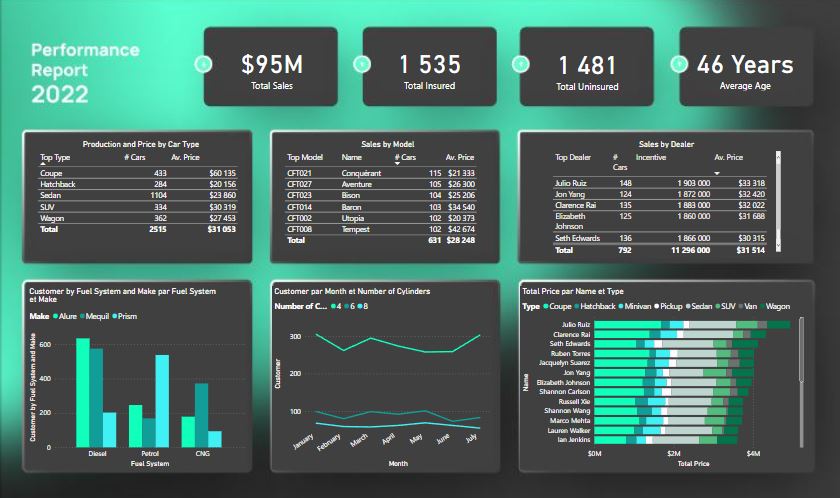 Performance
Report
2022
$95M
Total Sales
1 535
Total Insured
1 481
Total Uninsured
46 Years
Average Age
Production and Price by Car Type
Top Type # Cars Av. Price
Coupe 433 $60 135
Hatchback 284 $20 156
Sedan 1104 $23 860
SUV 334 $30 319
Wagon 362 $27 453
Total 2515 $31 053
Sales by Model
Top Model Name # Cars Av. Price
CFT021 Conquérant 115 $21 333
CFT027 Aventure 105 $26 300
CFT023 Bison 104 $25 206
CFT014 Baron 103 $34 540
CFT002 Utopia 102 $20 373
CFT008 Tempest 102 $42 674
Total 631 $28 248
Sales by Dealer
Top Dealer # Cars Incentive Av. Price
Julio Ruiz 148 1 903 000 $33 318
Jon Yang 124 1 872 000 $32 420
Clarence Rai 135 1 883 000 $32 022
Elizabeth Johnson 125 1 860 000 $31 688
Seth Edwards 136 1 866 000 $30 315
Total 792 11 296 000 $31 514
Customer by Fuel System and Make par Fuel System
et Make
Make Alure Mequil Prism
Customer by Fuel System and Make
600
400
200
0
Diesel Petrol CNG
Fuel System
Customer par Month et Number of Cylinders
Number of C... 4 6 8
Customer
300
200
100
January February March April May June July
Month
Total Price par Name et Type
Type Coupe Hatchback Minivan Pickup Sedan SUV Van Wagon
Name
Julio Ruiz
Clarence Rai
Seth Edwards
Ruben Torres
Jacquelyn Suarez
Jon Yang
Elizabeth Johnson
Shannon Carlson
Russell Xie
Shannon Wang
Marco Mehta
Lauren Walker
Ian Jenkins
$0M $2M $4M
Total Price